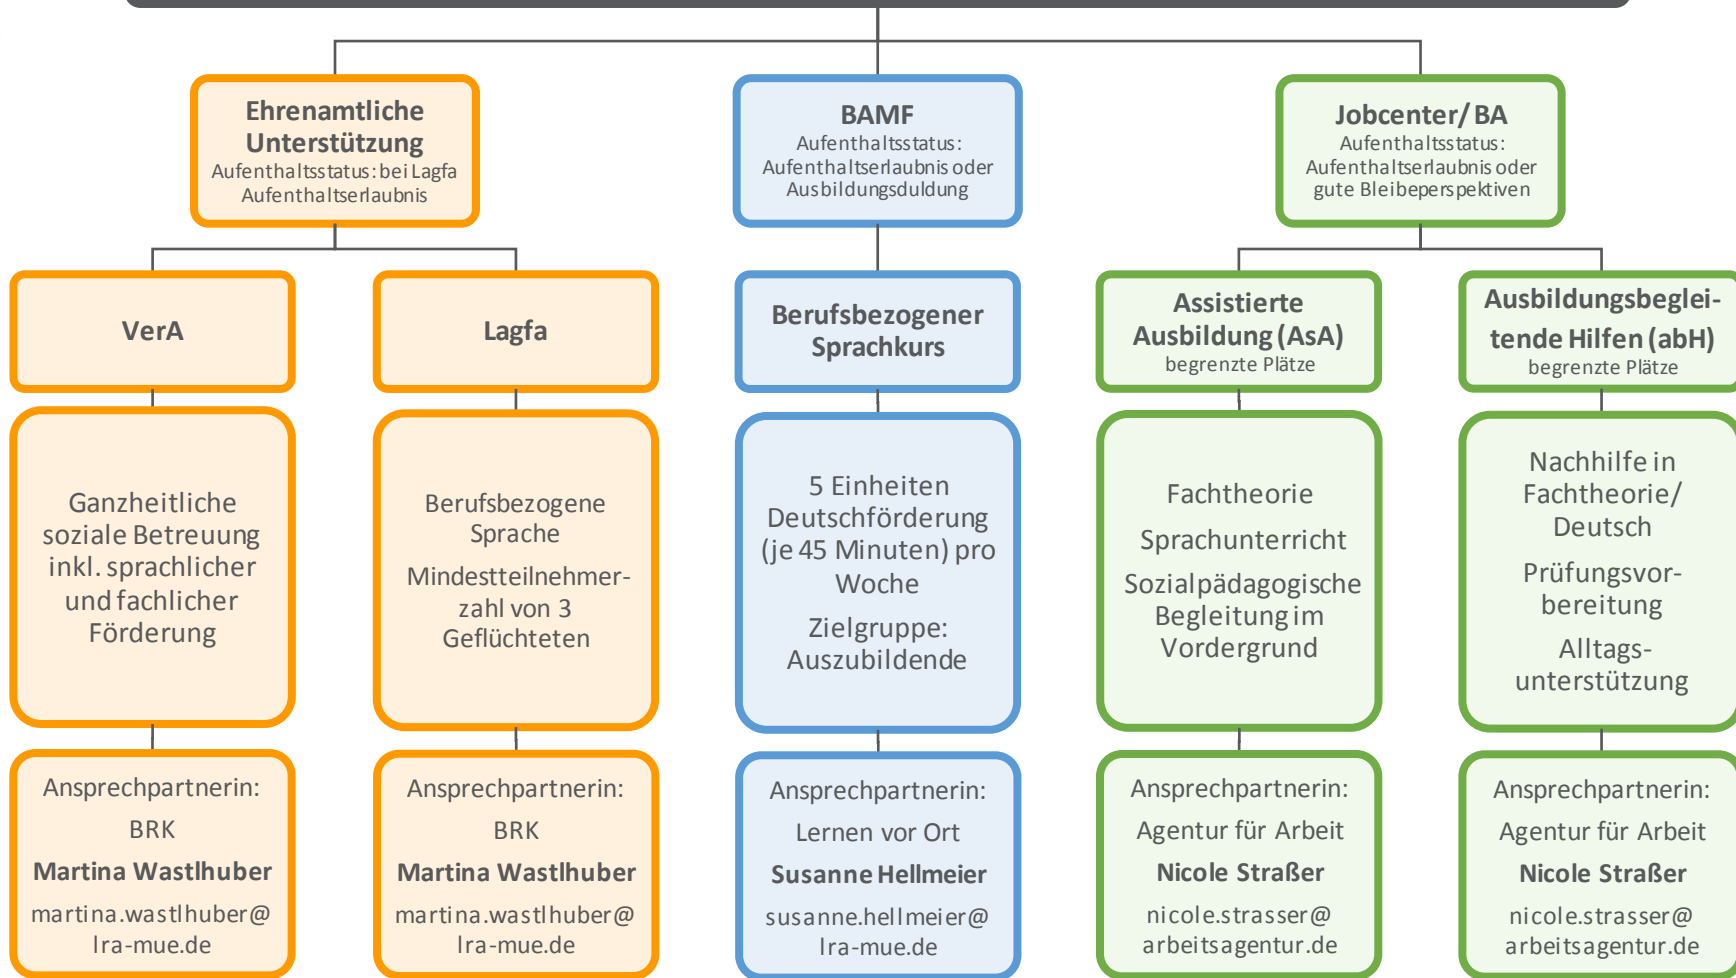 Ehrenamtliche
Unterstützung
Aufenthaltsstatus: bei Lagfa
Aufenthaltserlaubnis
BAMF
Aufenthaltsstatus:
Aufenthaltserlaubnis oder
Ausbildungsduldung
Jobcenter/BA
Aufenthaltsstatus:
Aufenthaltserlaubnis oder
gute Bleibeperspektiven
VerA
Lagfa
Berufsbezogener
Sprachkurs
Assistierte
Ausbildung (AsA)
begrenzte Plätze
Ausbildungsbeglei-
tende Hilfen (abH)
begrenzte Plätze
Ganzheitliche
soziale Betreuung
inkl. sprachlicher
und fachlicher
Förderung
Berufsbezogene
Sprache
Mindestteilnehmer-
zahl von 3
Geflüchteten
5 Einheiten
Deutschförderung
(je 45 Minuten) pro
Woche
Zielgruppe:
Auszubildende
Fachtheorie
Sprachunterricht
Sozialpädagogische
Begleitung im
Vordergrund
Nachhilfe in
Fachtheorie/
Deutsch
Prüfungsvor-
bereitung
Alltags-
unterstützung
Ansprechpartnerin:
BRK
Martina Wastlhuber
martina.wastlhuber@
lra-mue.de
Ansprechpartnerin:
BRK
Martina Wastlhuber
martina.wastlhuber@
lra-mue.de
Ansprechpartnerin:
Lernen vor Ort
Susanne Hellmeier
susanne.hellmeier@
lra-mue.de
Ansprechpartnerin:
Agentur für Arbeit
Nicole Straßer
nicole.strasser@
arbeitsagentur.de
Ansprechpartnerin:
Agentur für Arbeit
Nicole Straßer
nicole.strasser@
arbeitsagentur.de